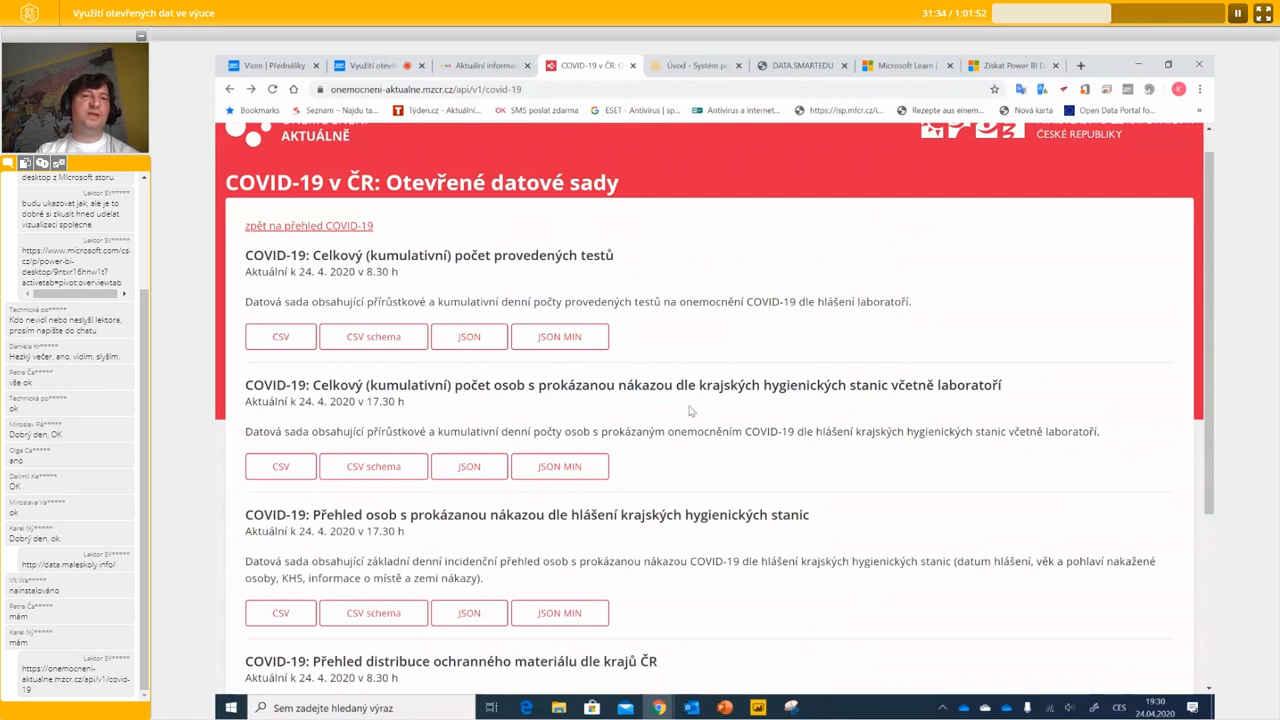 Využití otevřených dat ve výuce
31:34 / 1:01:52
desktop z MIcrosoft storu.
Lektor SY*****
budu ukazovat jak, ale je to
dobré si zkusit hned udelat
vizualizaci spolecne
Lektor SY*****
https://www.microsoft.com/cs-
cz/p/power-bi-
desktop/9ntxr16hnw1t?
activetab=pivot:overviewtab
Technická po*****
Kdo nevidí nebo neslyší lektora,
prosím napište do chatu
Daniela Kr*****
Hezký večer, ano, vidím, slyším.
Petra Ča*****
vše ok
Technická po*****
ok
Miroslav Pá*****
Dobrý den, OK
Olga Ca*****
ano
Dalimil Ke*****
OK
Miroslava Va*****
ok
Karel Ný*****
Dobrý den, ok.
Lektor SY*****
http://data.maleskoly.info/
Vít Wa*****
nainstalováno
Petra Ča*****
mám
Karel Ný*****
mám
Lektor SY*****
https://onemocneni-
aktualne.mzcr.cz/api/v1/covid-
19
Viom | Přednášky
Využití otevř
Aktuální informa
COVID-19 v ČR: O
Úvod - Systém po
DATA.SMARTEDU
Microsoft Learn |
Získat Power BI D
onemocneni-aktualne.mzcr.cz/api/v1/covid-19
Bookmarks
Seznam – Najdu ta...
Týden.cz - Aktuální...
SMS poslat zdarma
ESET - Antivirus | sp...
Antivirus a internet...
https://isp.mfcr.cz/i...
Rezepte aus einem...
Nová karta
Open Data Portal fo...
AKTUÁLNĚ
ČESKÉ REPUBLIKY
COVID-19 v ČR: Otevřené datové sady
zpět na přehled COVID-19
COVID-19: Celkový (kumulativní) počet provedených testů
Aktuální k 24. 4. 2020 v 8.30 h
Datová sada obsahující přírůstkové a kumulativní denní počty provedených testů na onemocnění COVID-19 dle hlášení laboratoří.
CSV CSV schema JSON JSON MIN
COVID-19: Celkový (kumulativní) počet osob s prokázanou nákazou dle krajských hygienických stanic včetně laboratoří
Aktuální k 24. 4. 2020 v 17.30 h
Datová sada obsahující přírůstkové a kumulativní denní počty osob s prokázaným onemocněním COVID-19 dle hlášení krajských hygienických stanic včetně laboratoří.
CSV CSV schema JSON JSON MIN
COVID-19: Přehled osob s prokázanou nákazou dle hlášení krajských hygienických stanic
Aktuální k 24. 4. 2020 v 17.30 h
Datová sada obsahující základní denní incidenční přehled osob s prokázanou nákazou COVID-19 dle hlášení krajských hygienických stanic (datum hlášení, věk a pohlaví nakažené
osoby, KHS, informace o místě a zemi nákazy).
CSV CSV schema JSON JSON MIN
COVID-19: Přehled distribuce ochranného materiálu dle krajů ČR
Aktuální k 24. 4. 2020 v 8.30 h
Sem zadejte hledaný výraz
CES
19:30
24.04.2020